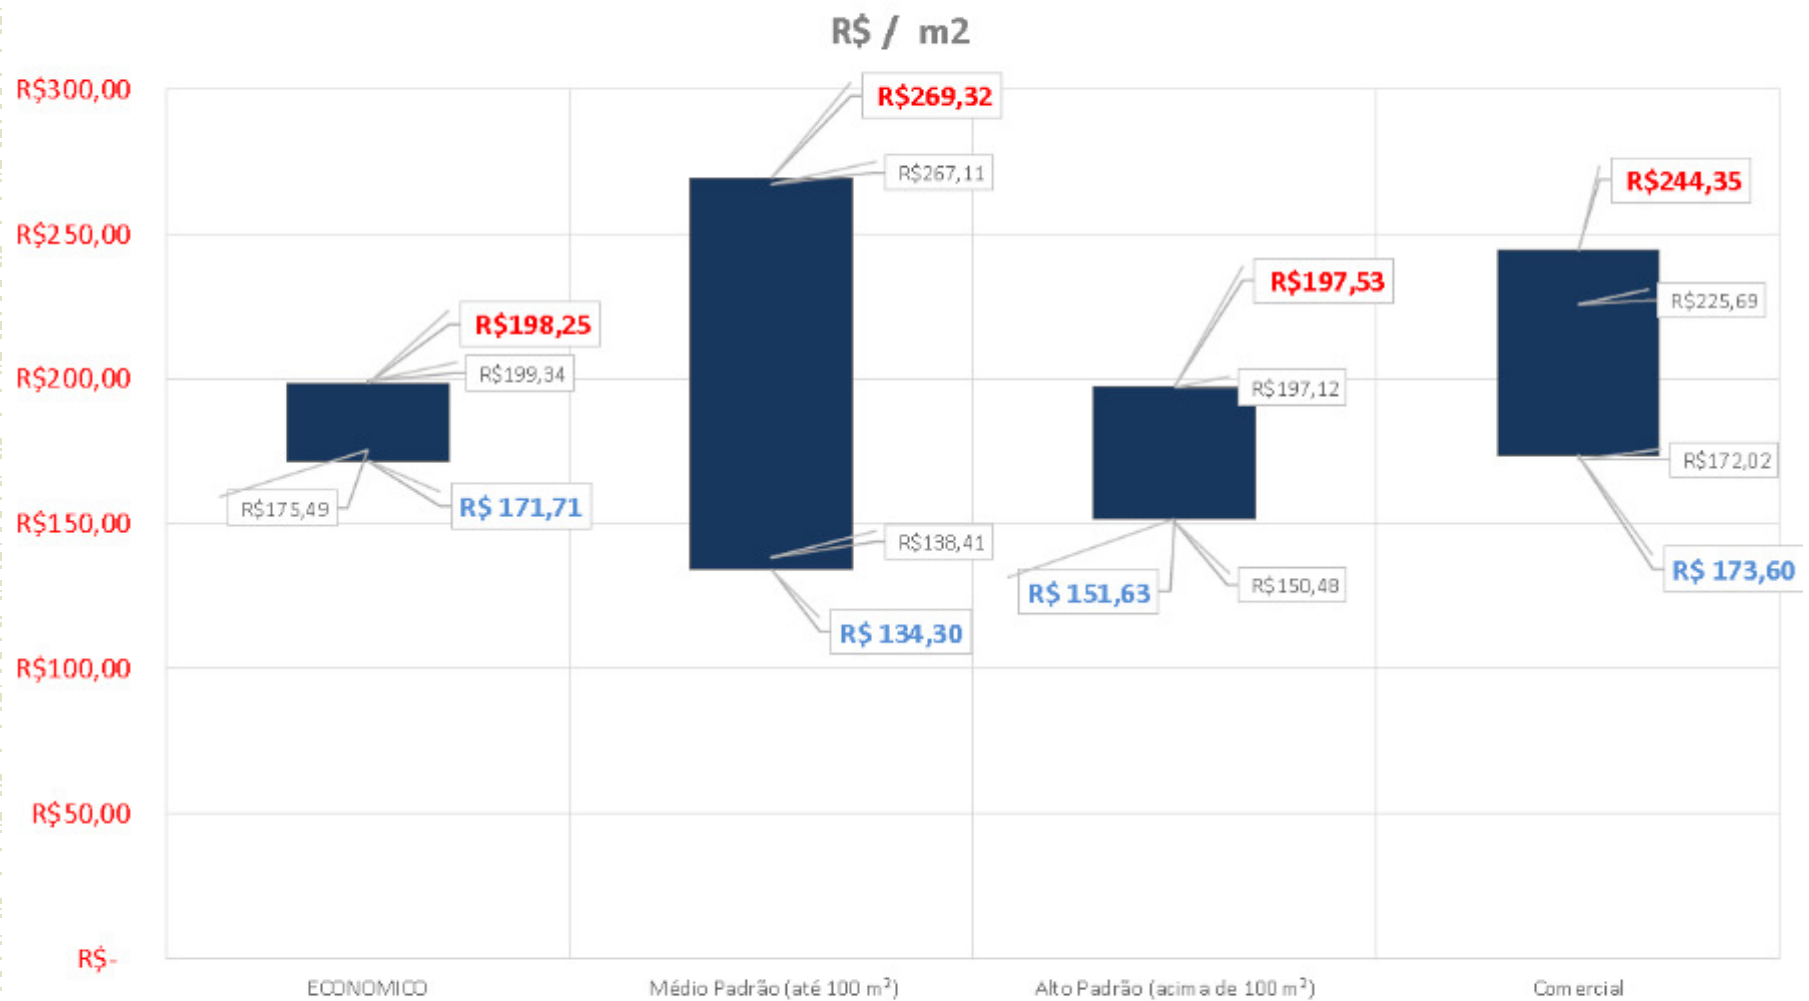 R$ / m2
R$300,00
R$250,00
R$200,00
R$150,00
R$100,00
R$50,00
R$-
R$198,25
R$199,34
R$175,49
R$ 171,71
R$269,32
R$267,11
R$138,41
R$ 134,30
R$197,53
R$197,12
R$ 151,63
R$150,48
R$244,35
R$225,69
R$172,02
R$ 173,60
ECONOMICO
Médio Padrão (até 100 m²)
Alto Padrão (acima de 100 m²)
Comercial